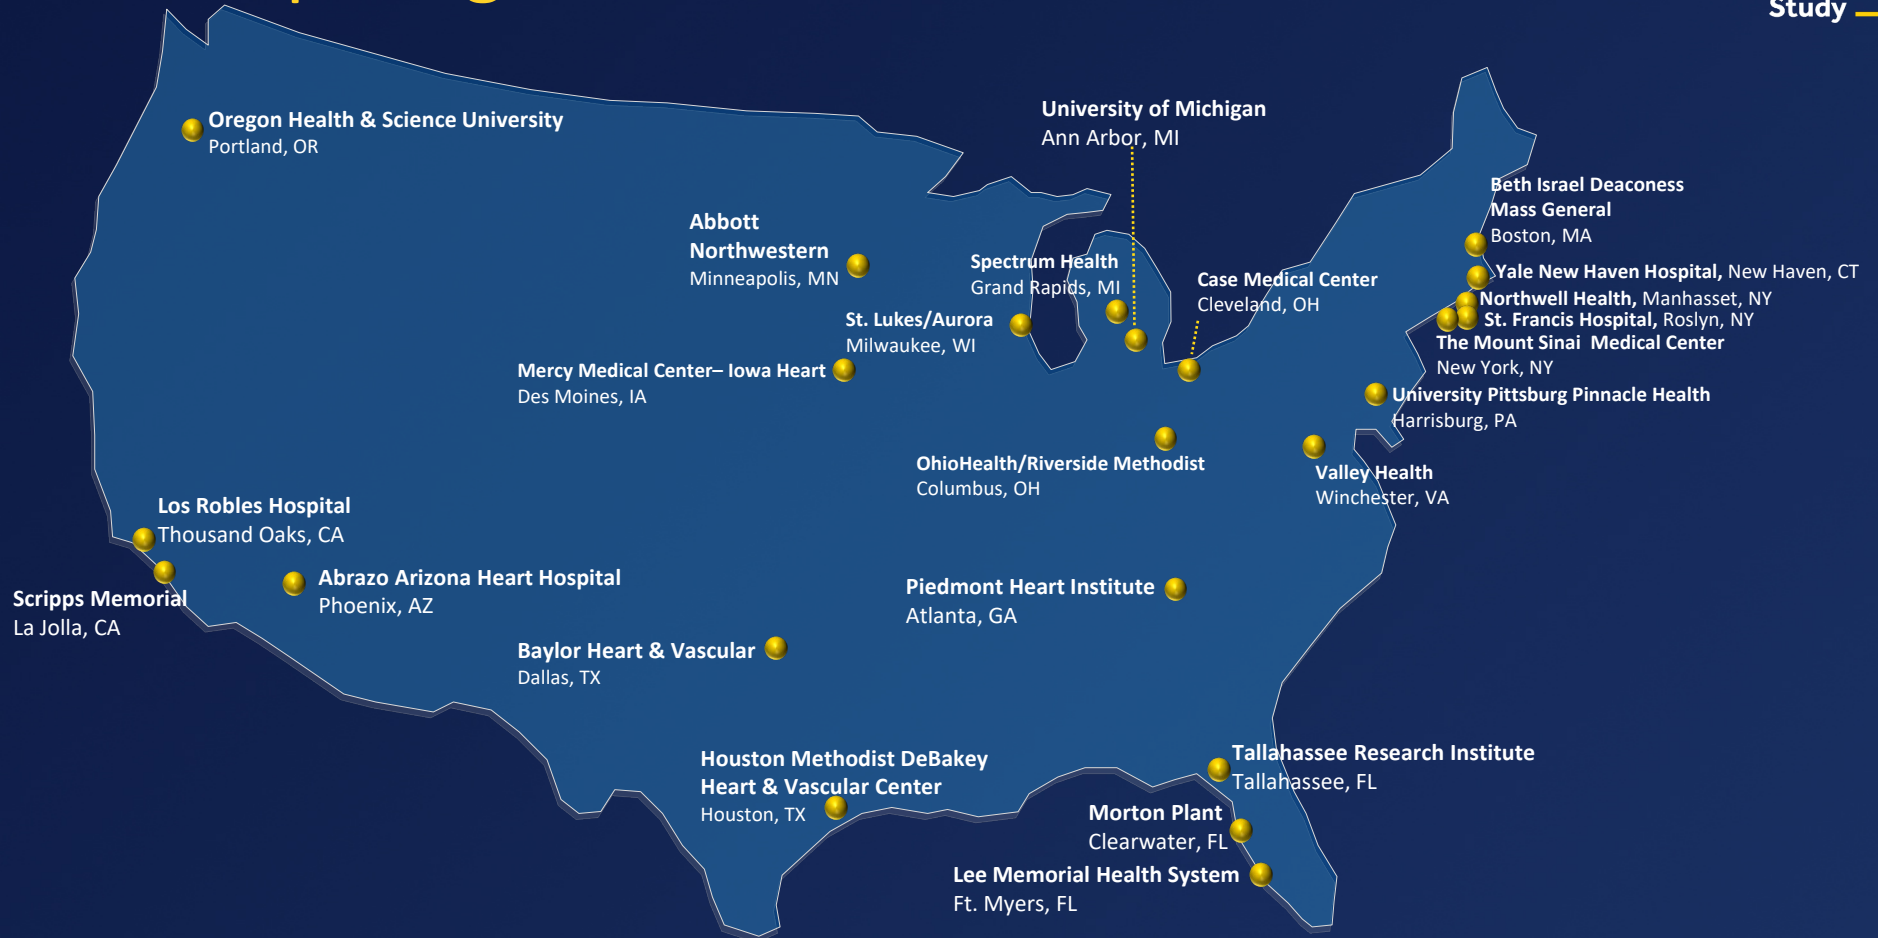 Study
Oregon Health & Science University
Portland, OR
University of Michigan
Ann Arbor, MI
Beth Israel Deaconess
Mass General
Boston, MA
Abbott
Northwestern
Minneapolis, MN
Spectrum Health
Grand Rapids, MI
Case Medical Center
Cleveland, OH
Yale New Haven Hospital, New Haven, CT
Northwell Health, Manhasset, NY
St. Francis Hospital, Roslyn, NY
The Mount Sinai Medical Center
New York, NY
St. Lukes/Aurora
Milwaukee, WI
Mercy Medical Center– Iowa Heart
Des Moines, IA
University Pittsburg Pinnacle Health
Harrisburg, PA
OhioHealth/Riverside Methodist
Columbus, OH
Valley Health
Winchester, VA
Los Robles Hospital
Thousand Oaks, CA
Scripps Memorial
La Jolla, CA
Abrazo Arizona Heart Hospital
Phoenix, AZ
Piedmont Heart Institute
Atlanta, GA
Baylor Heart & Vascular
Dallas, TX
Houston Methodist DeBakey
Heart & Vascular Center
Houston, TX
Tallahassee Research Institute
Tallahassee, FL
Morton Plant
Clearwater, FL
Lee Memorial Health System
Ft. Myers, FL